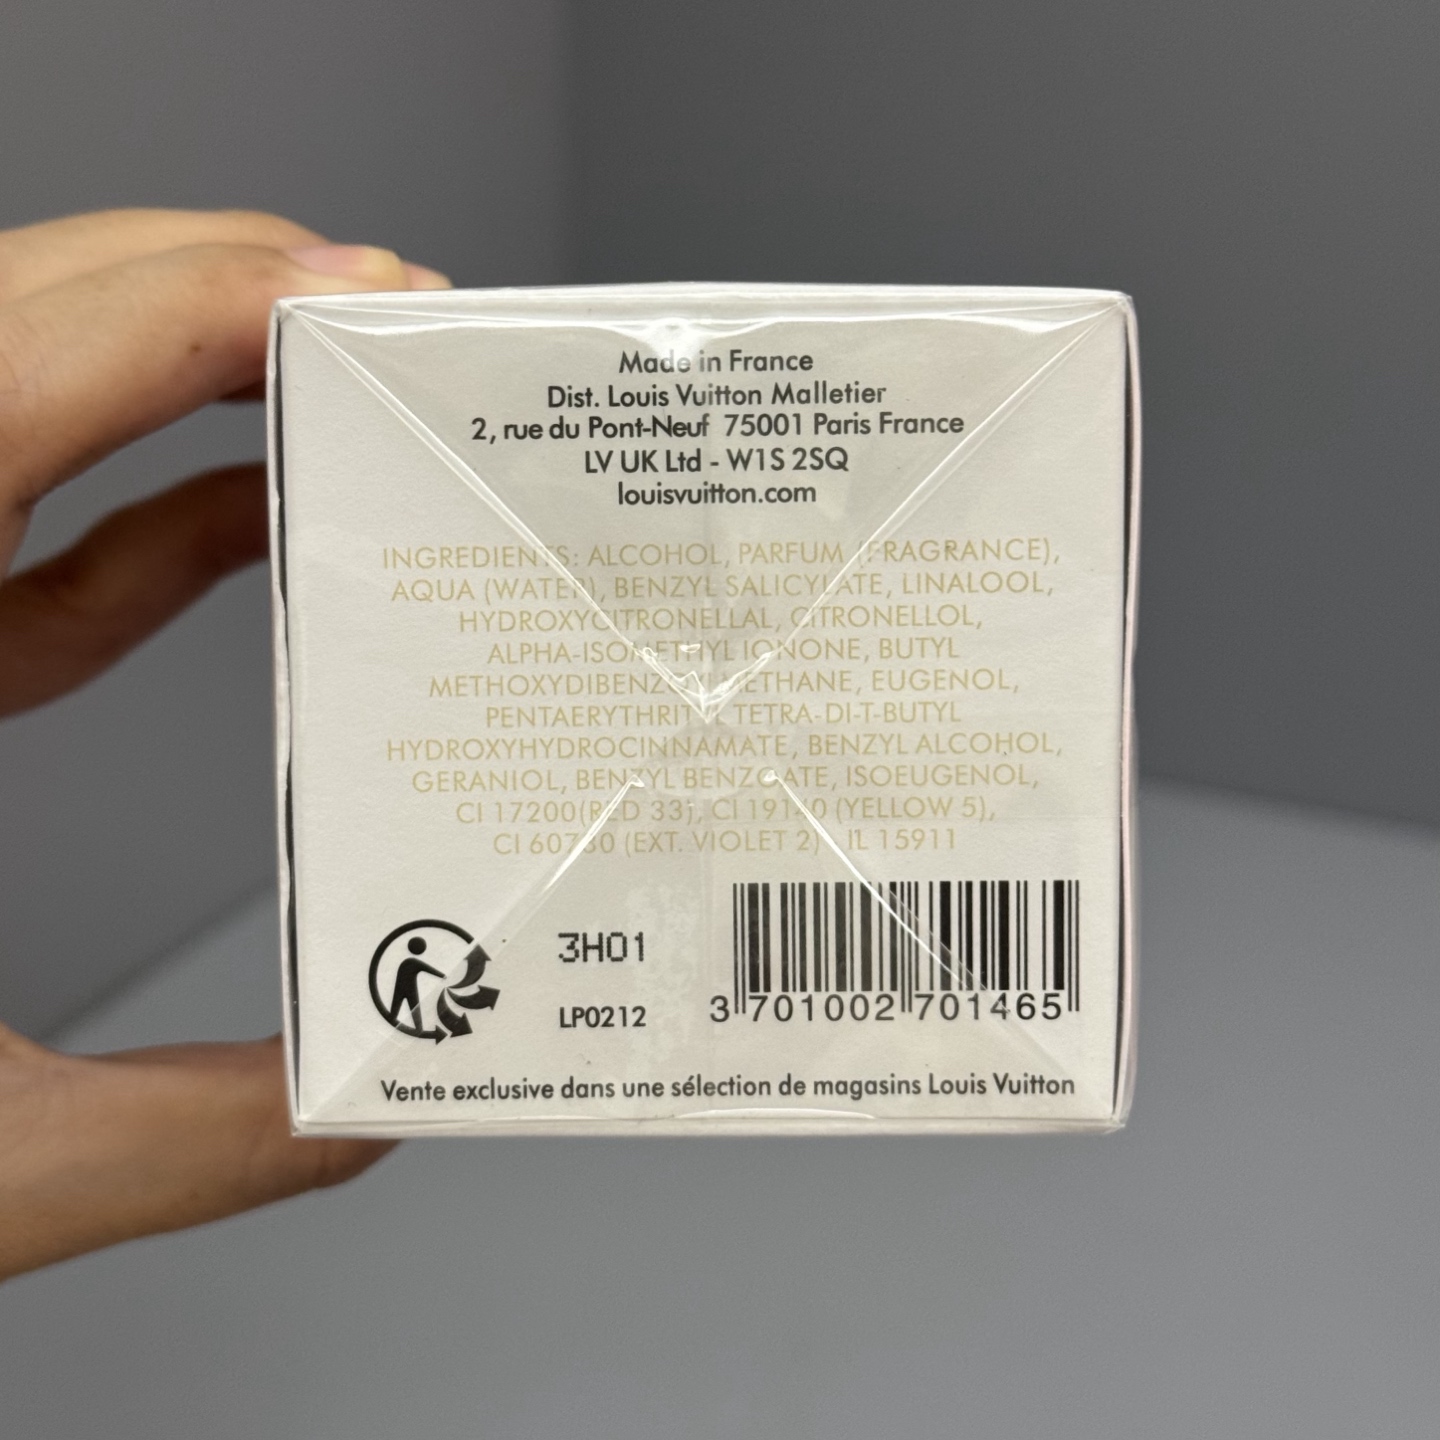 Made in France
Dist. Louis Vuitton Malletier
2, rue du Pont-Neuf 75001 Paris France
LV UK Ltd - W1S 2SQ
louisvuitton.com
INGREDIENTS: ALCOHOL, PARFUM (FRAGRANCE),
AQUA (WATER), BENZYL SALICYLATE, LINALOOL,
HYDROXYCITRONELLAL, CITRONELLOL,
ALPHA-ISOMETHYL IONONE, BUTYL
METHOXYDIBENZOYLMETHANE, EUGENOL,
PENTAERYTHRITYL TETRA-DI-T-BUTYL
HYDROXYHYDROCINNAMATE, BENZYL ALCOHOL,
GERANIOL, BENZYL BENZOATE, ISOEUGENOL,
CI 17200(RED 33), CI 19140 (YELLOW 5),
CI 60730 (EXT. VIOLET 2) IL 15911
3H01
LP0212
3 701002 701465
Vente exclusive dans une sélection de magasins Louis Vuitton